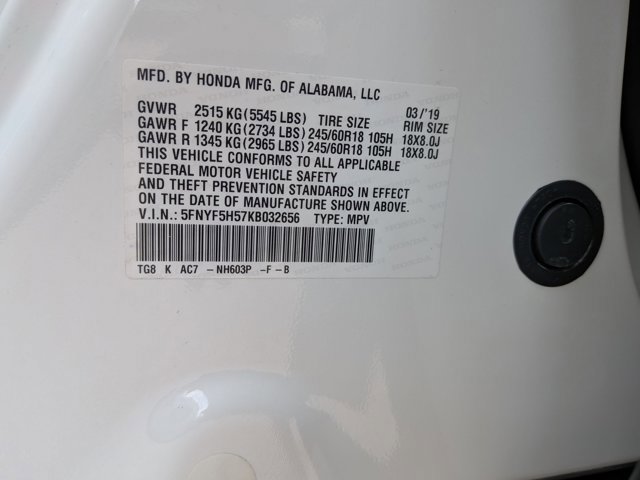 MFD. BY HONDA MFG. OF ALABAMA, LLC
GVWR 2515 KG(5545 LBS) TIRE SIZE 03/'19 RIM SIZE
GAWR F 1240 KG(2734 LBS) 245/60R18 105H 18X8.0J
GAWR R 1345 KG(2965 LBS) 245/60R18 105H 18X8.0J
THIS VEHICLE CONFORMS TO ALL APPLICABLE
FEDERAL MOTOR VEHICLE SAFETY
AND THEFT PREVENTION STANDARDS IN EFFECT
ON THE DATE OF MANUFACTURE SHOWN ABOVE.
V.I.N.: 5FNYF5H57KB032656 TYPE: MPV
TG8 K AC7 -NH603P -F-B